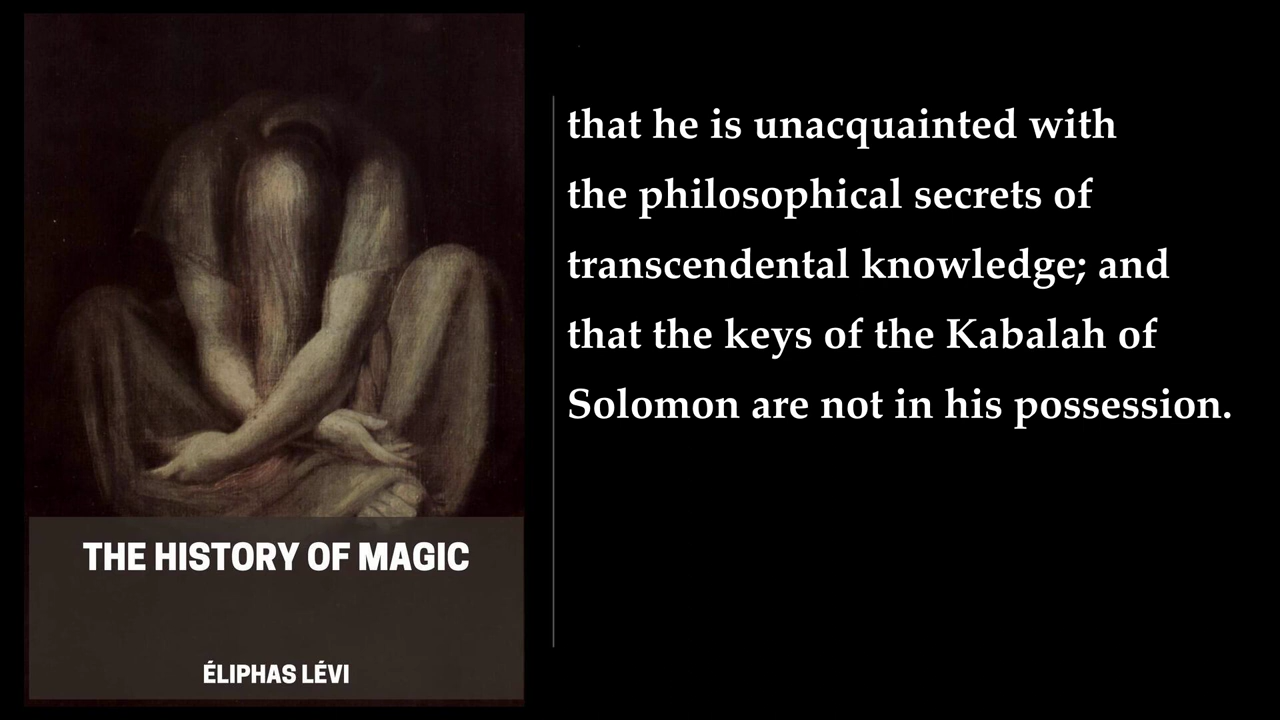 THE HISTORY OF MAGIC
ÉLIPHAS LÉVI
that he is unacquainted with
the philosophical secrets of
transcendental knowledge; and
that the keys of the Kabalah of
Solomon are not in his possession.